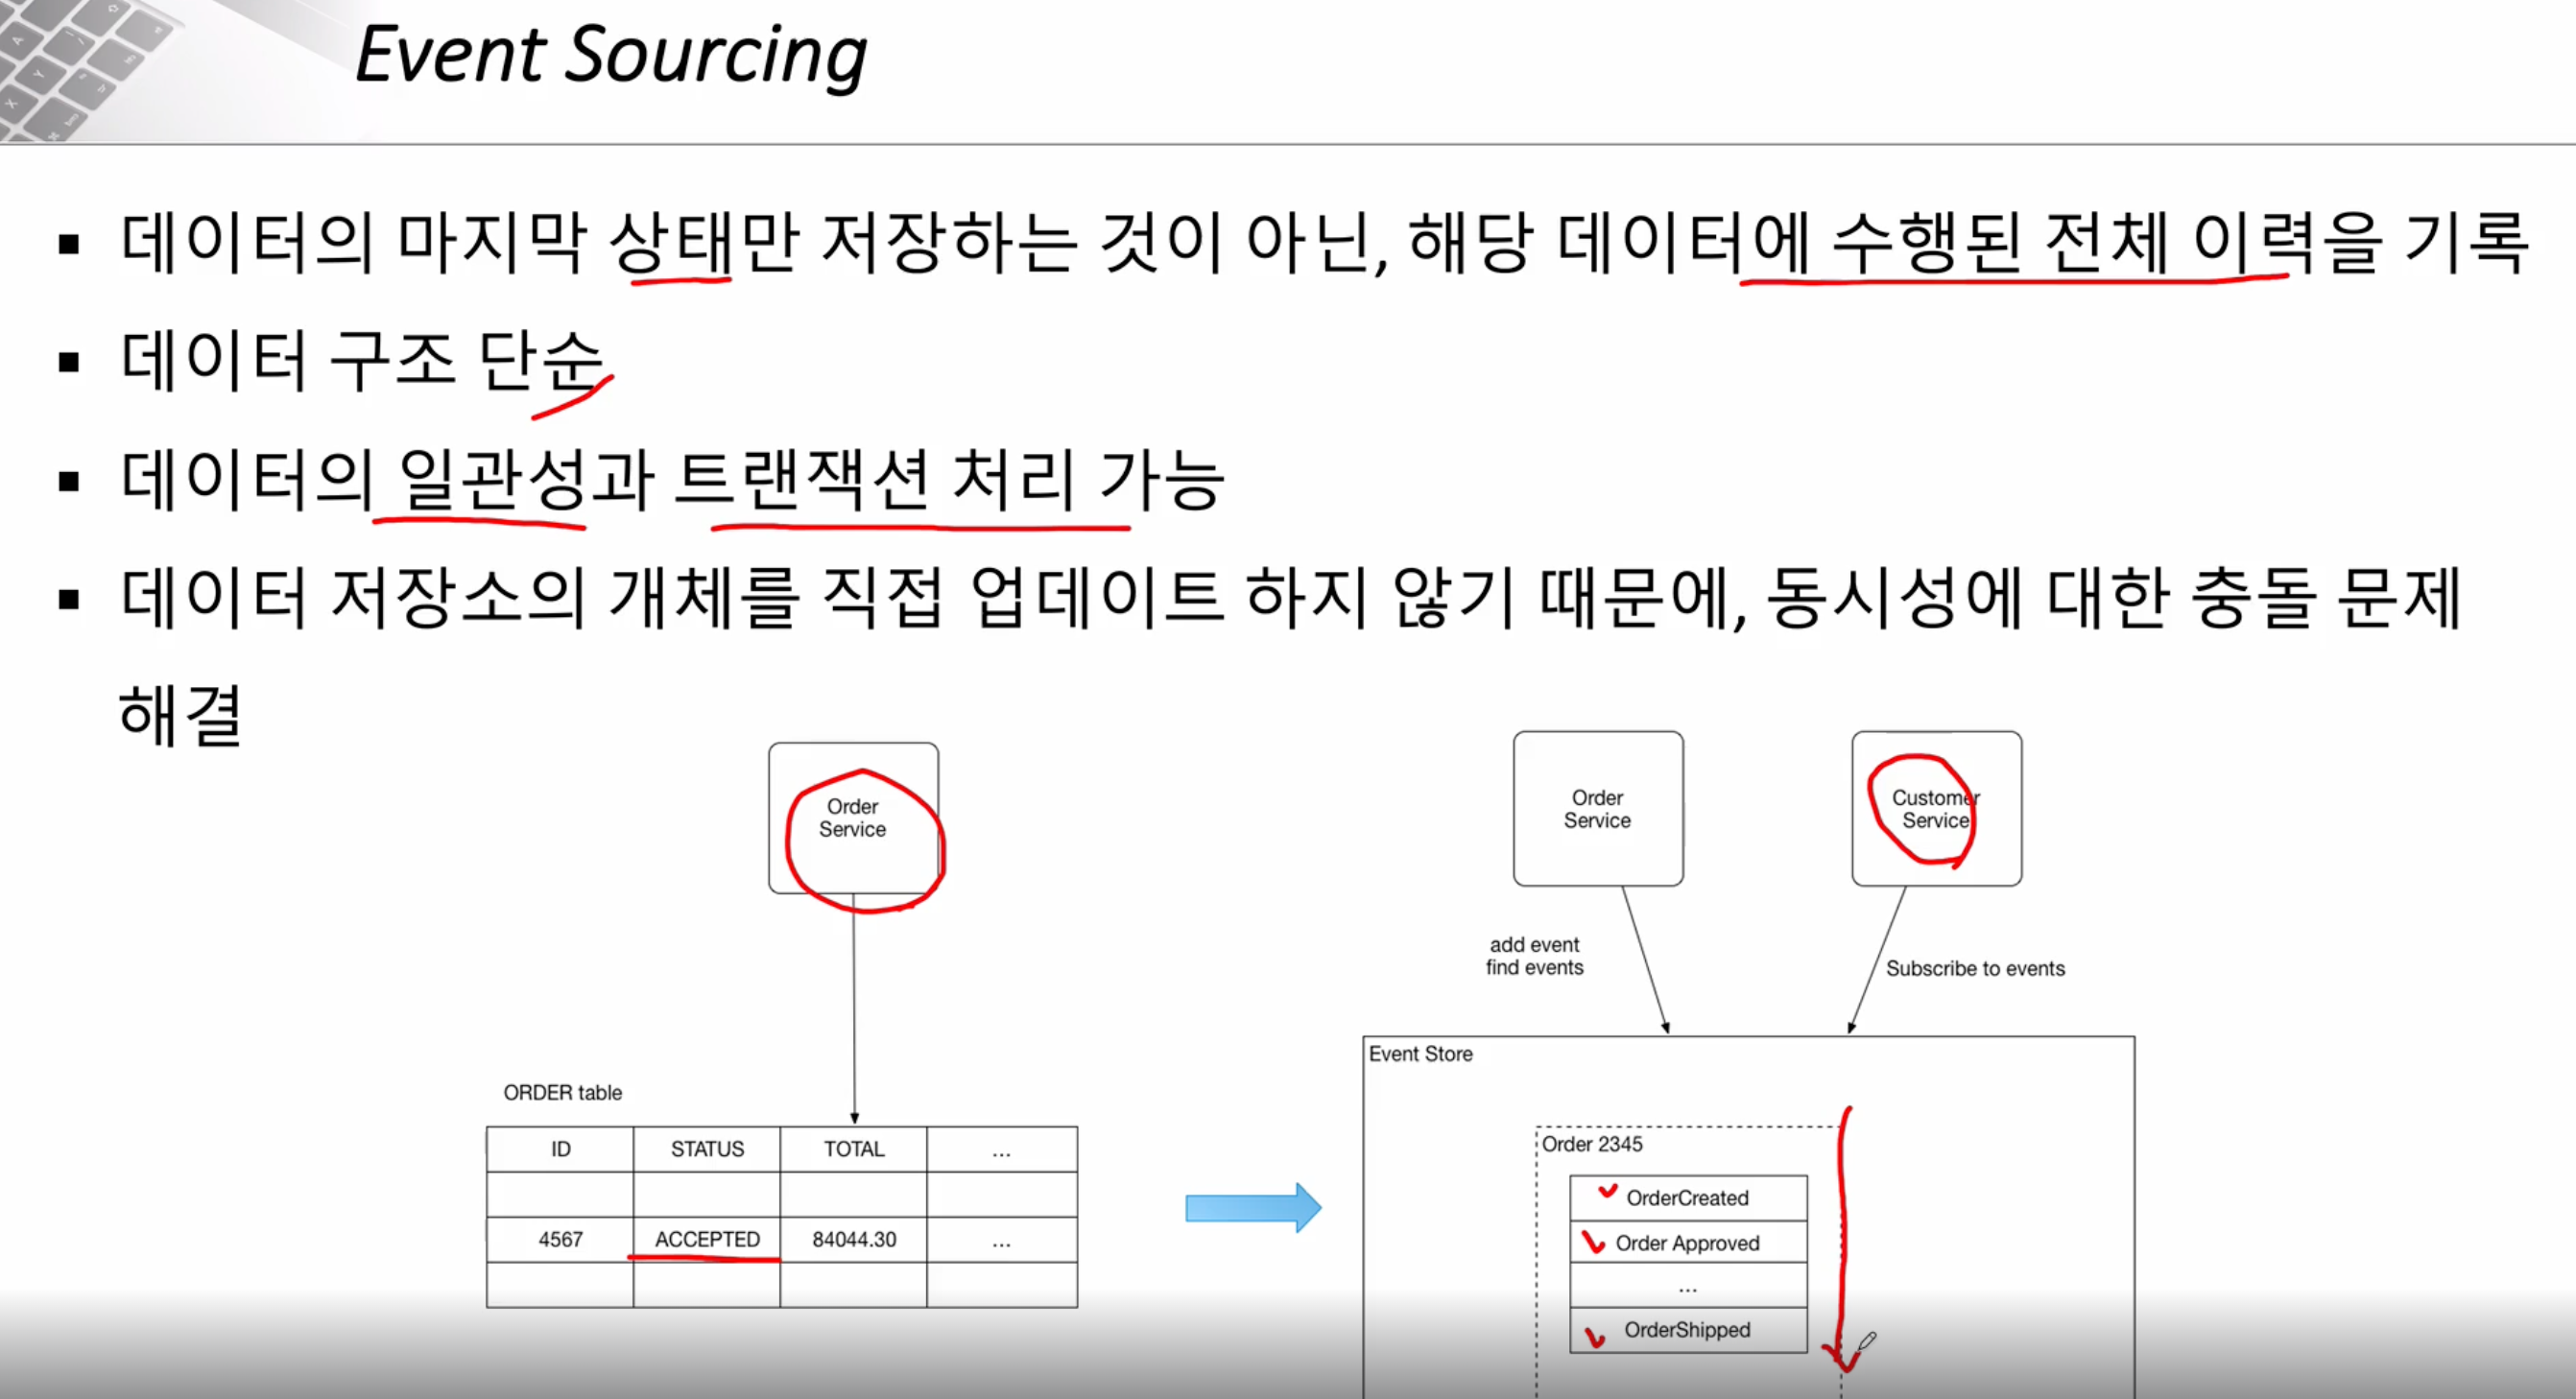 Event Sourcing
▪ 데이터의 마지막 상태만 저장하는 것이 아닌, 해당 데이터에 수행된 전체 이력을 기록
▪ 데이터 구조 단순
▪ 데이터의 일관성과 트랜잭션 처리 가능
▪ 데이터 저장소의 개체를 직접 업데이트 하지 않기 때문에, 동시성에 대한 충돌 문제
해결
Order
Service
ORDER table
ID STATUS TOTAL ...
4567 ACCEPTED 84044.30 ...
Order
Service
Customer
Service
add event
find events
Subscribe to events
Event Store
Order 2345
OrderCreated
Order Approved
...
OrderShipped